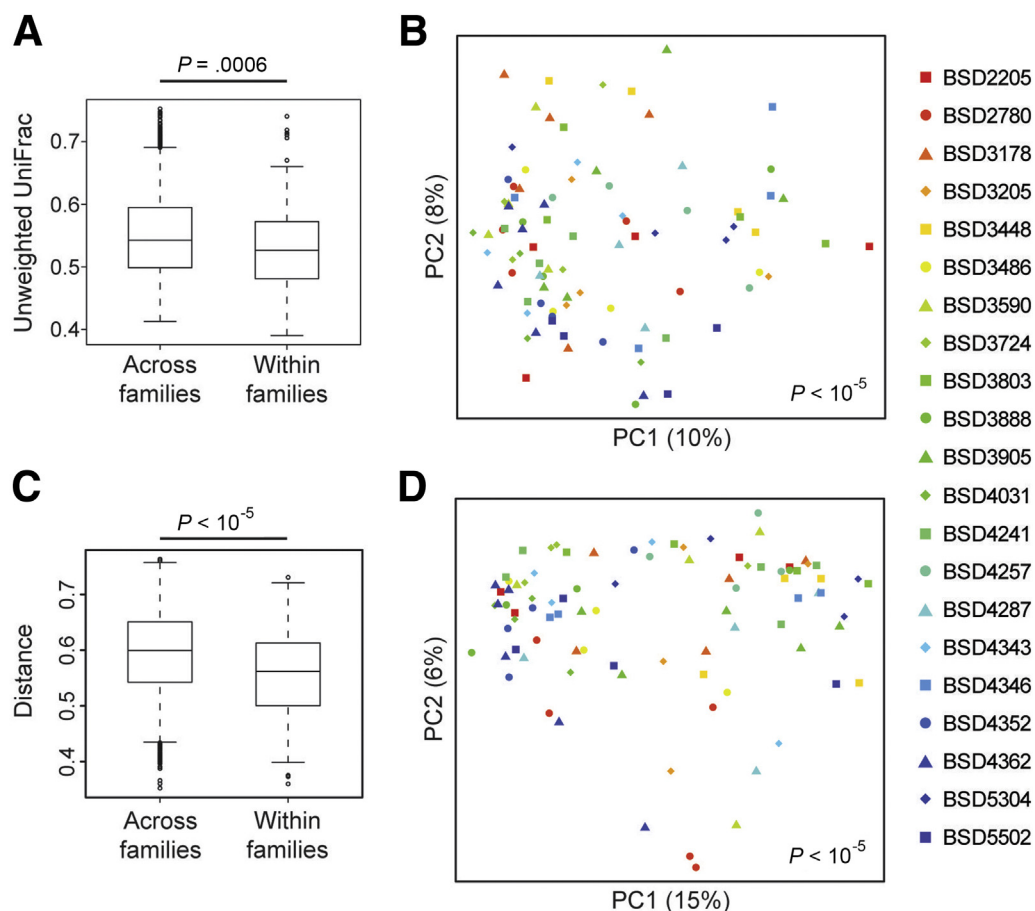 A
P = .0006
Unweighted UniFrac
0.7
0.6
0.5
0.4
Across
families
Within
families
B
PC2 (8%)
P < 10-5
PC1 (10%)
C
P < 10-5
Distance
0.7
0.6
0.5
0.4
Across
families
Within
families
D
PC2 (6%)
P < 10-5
PC1 (15%)
BSD2205
BSD2780
BSD3178
BSD3205
BSD3448
BSD3486
BSD3590
BSD3724
BSD3803
BSD3888
BSD3905
BSD4031
BSD4241
BSD4257
BSD4287
BSD4343
BSD4346
BSD4352
BSD4362
BSD5304
BSD5502